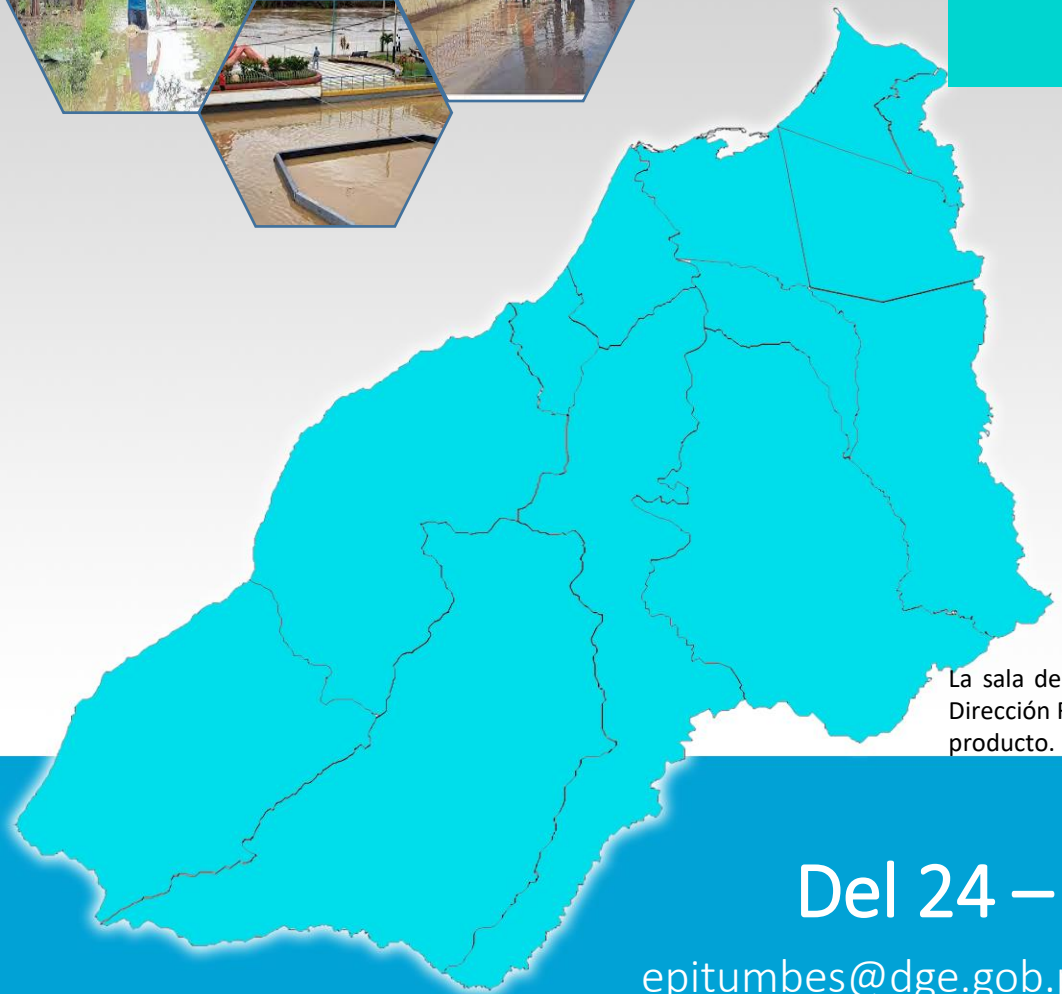 La sala de
Dirección
producto.
Del 24 –
epitumbes@dge.gob.